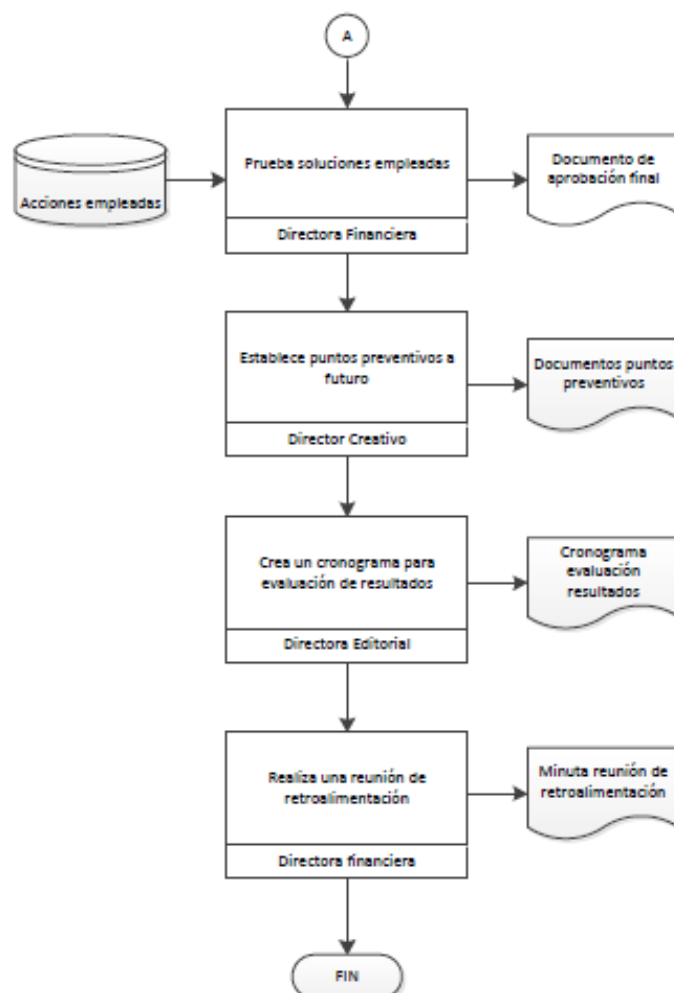 A
Prueba soluciones empleadas
Directora Financiera
Acciones empleadas
Documento de
aprobación final
Establece puntos preventivos a
futuro
Director Creativo
Documentos puntos
preventivos
Crea un cronograma para
evaluación de resultados
Directora Editorial
Cronograma
evaluación
resultados
Realiza una reunión de
retroalimentación
Directora financiera
Minuta reunión de
retroalimentación
FIN